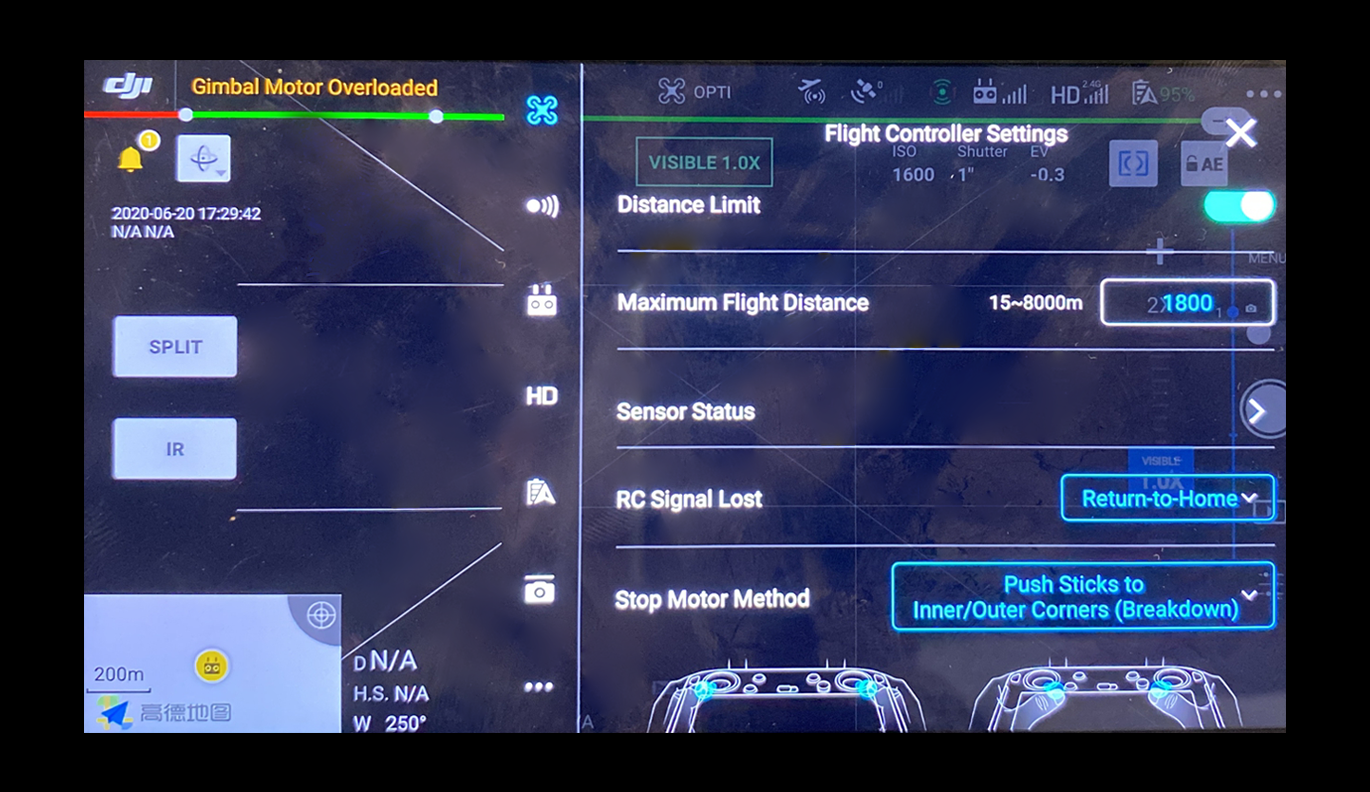 dji
Gimbal Motor Overloaded
OPTI
0
HD
2.4G
95%
Flight Controller Settings
1
VISIBLE 1.0X
ISO
Shutter
EV
1600
1"
-0.3
AE
2020-06-20 17:29:42
N/A N/A
Distance Limit
MENU
Maximum Flight Distance
15~8000m
1800
SPLIT
HD
Sensor Status
IR
VISIBLE
1.0X
RC Signal Lost
Return-to-Home
Stop Motor Method
Push Sticks to
Inner/Outer Corners (Breakdown)
200m
高德地图
D N/A
H.S. N/A
W 250°